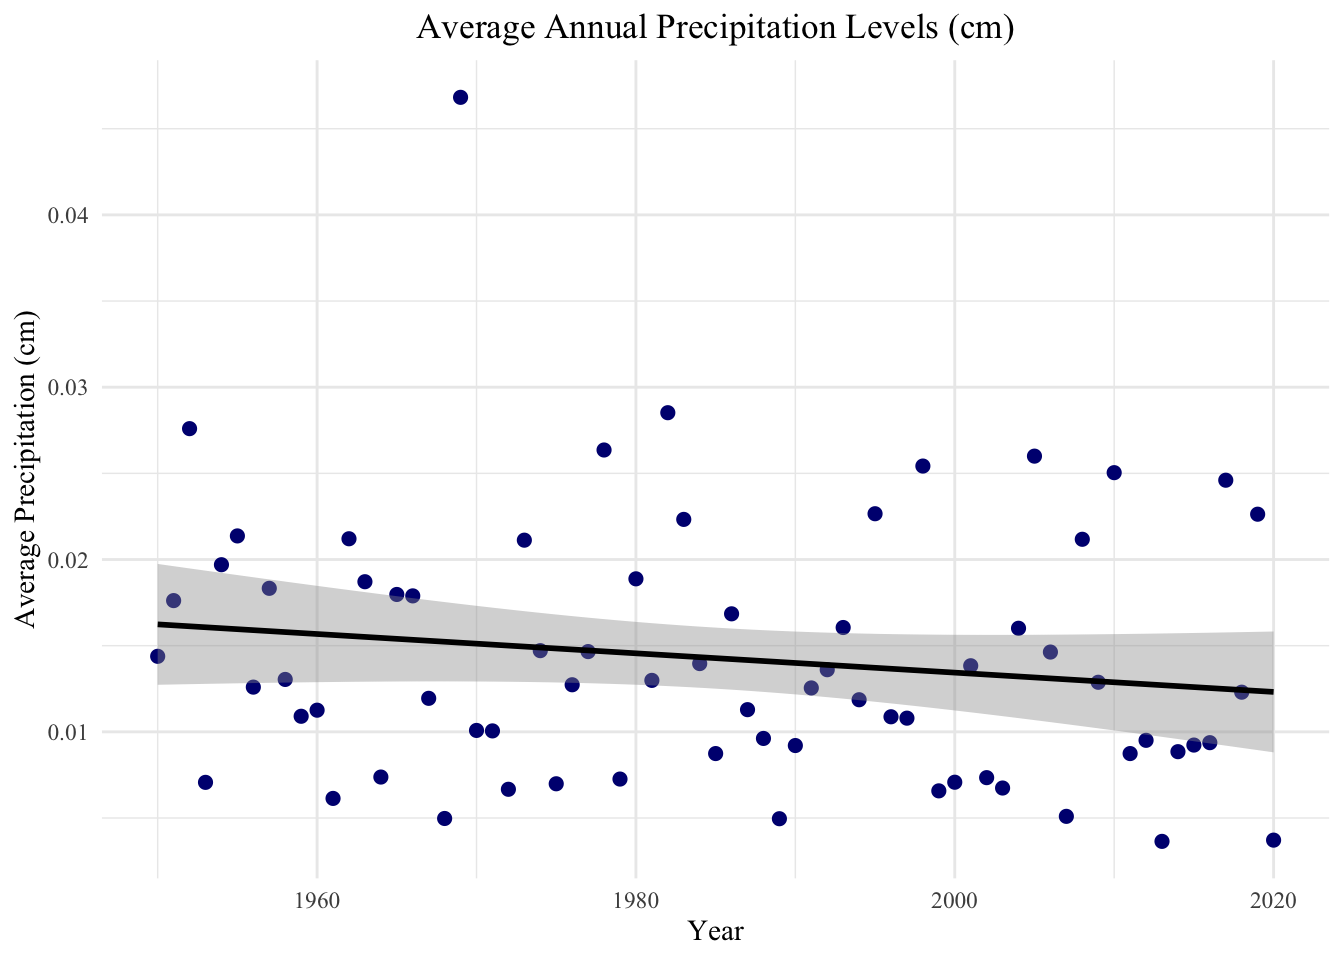 Average Annual Precipitation Levels (cm)
Average Precipitation (cm)
0.04
0.03
0.02
0.01
1960 1980 2000 2020
Year